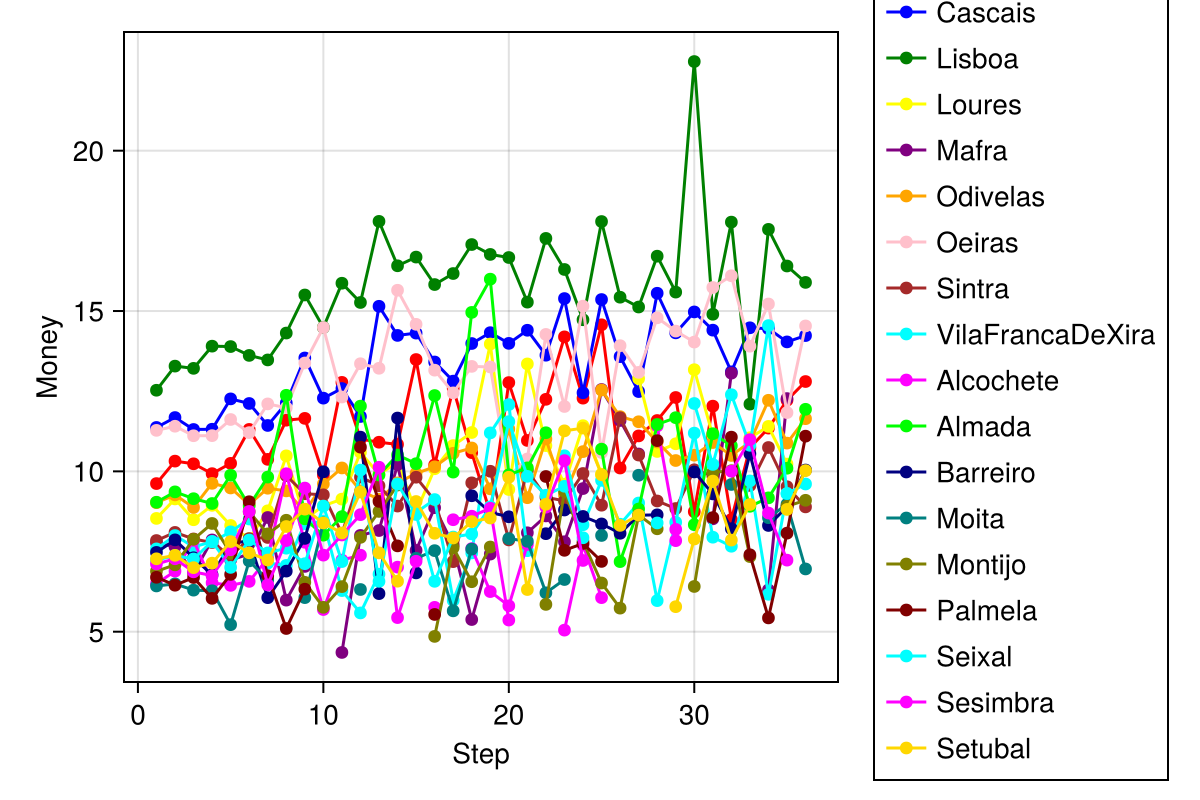 Money
20
15
10
5
0
10
20
30
Step
Cascais
Lisboa
Loures
Mafra
Odivelas
Oeiras
Sintra
VilaFrancaDeXira
Alcochete
Almada
Barreiro
Moita
Montijo
Palmela
Seixal
Sesimbra
Setubal